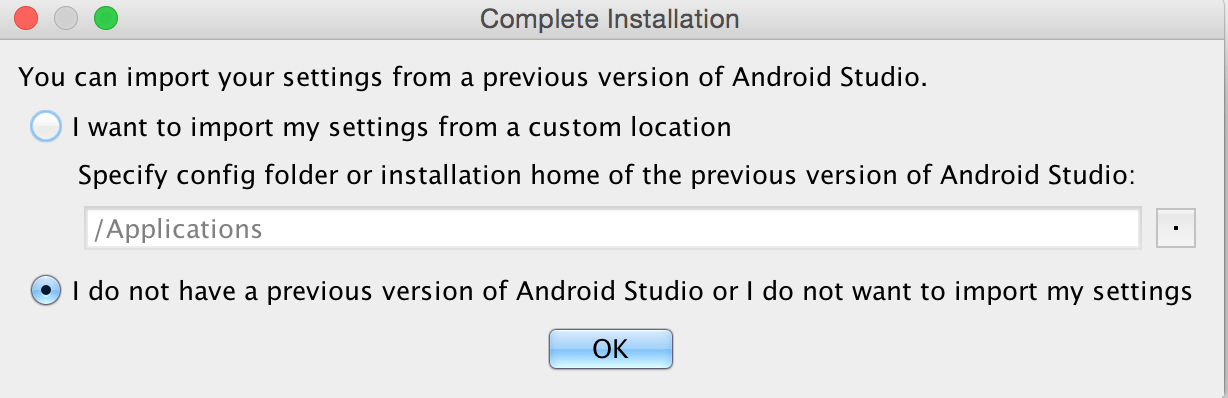 Complete Installation
You can import your settings from a previous version of Android Studio.
I want to import my settings from a custom location
Specify config folder or installation home of the previous version of Android Studio:
/Applications
.
I do not have a previous version of Android Studio or I do not want to import my settings
OK